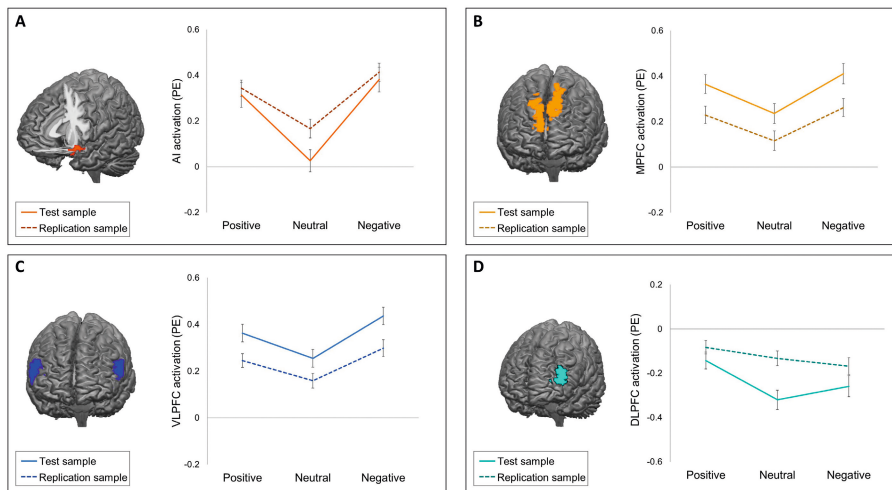 A
AI activation (PE)
0.6
0.4
0.2
0
-0.2
Positive Neutral Negative
Test sample
Replication sample
B
MPFC activation (PE)
0.6
0.4
0.2
0
-0.2
Positive Neutral Negative
Test sample
Replication sample
C
VLPFC activation (PE)
0.6
0.4
0.2
0
-0.2
Positive Neutral Negative
Test sample
Replication sample
D
DLPFC activation (PE)
0.2
0
-0.2
-0.4
-0.6
Positive Neutral Negative
Test sample
Replication sample